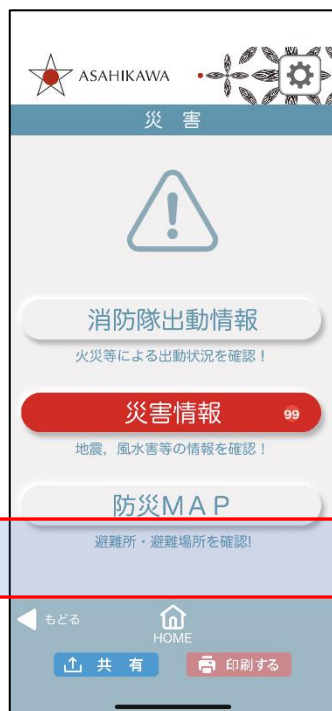 ASAHIKAWA
災 害
消防隊出動情報
火災等による出動状況を確認！
災害情報 99
地震，風水害等の情報を確認！
防災ＭＡＰ
避難所・避難場所を確認!
もどる
HOME
共 有
印刷する